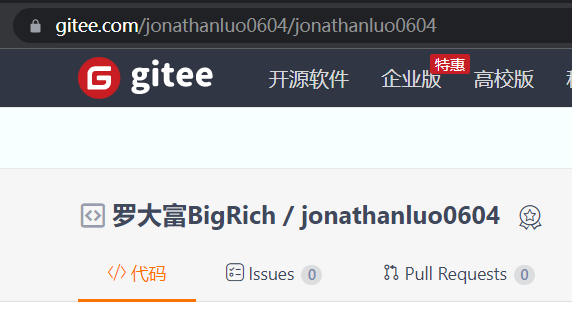 gitee.com/jonathanluo0604/jonathanluo0604
gitee 开源软件 企业版 特惠 高校版
罗大富BigRich / jonathanluo0604
代码 Issues 0 Pull Requests 0